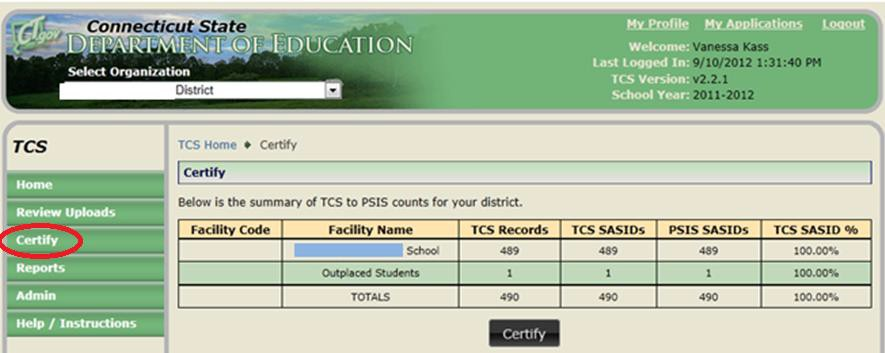 CT.gov
Connecticut State
DEPARTMENT OF EDUCATION
Select Organization
District
My Profile My Applications Logout
Welcome: Vanessa Kass
Last Logged In: 9/10/2012 1:31:40 PM
TCS Version: v2.2.1
School Year: 2011-2012
TCS
Home
Review Uploads
Certify
Reports
Admin
Help / Instructions
TCS Home Certify
Certify
Below is the summary of TCS to PSIS counts for your district.
Facility Code Facility Name TCS Records TCS SASIDs PSIS SASIDs TCS SASID %
School 489 489 489 100.00%
Outplaced Students 1 1 1 100.00%
TOTALS 490 490 490 100.00%
Certify